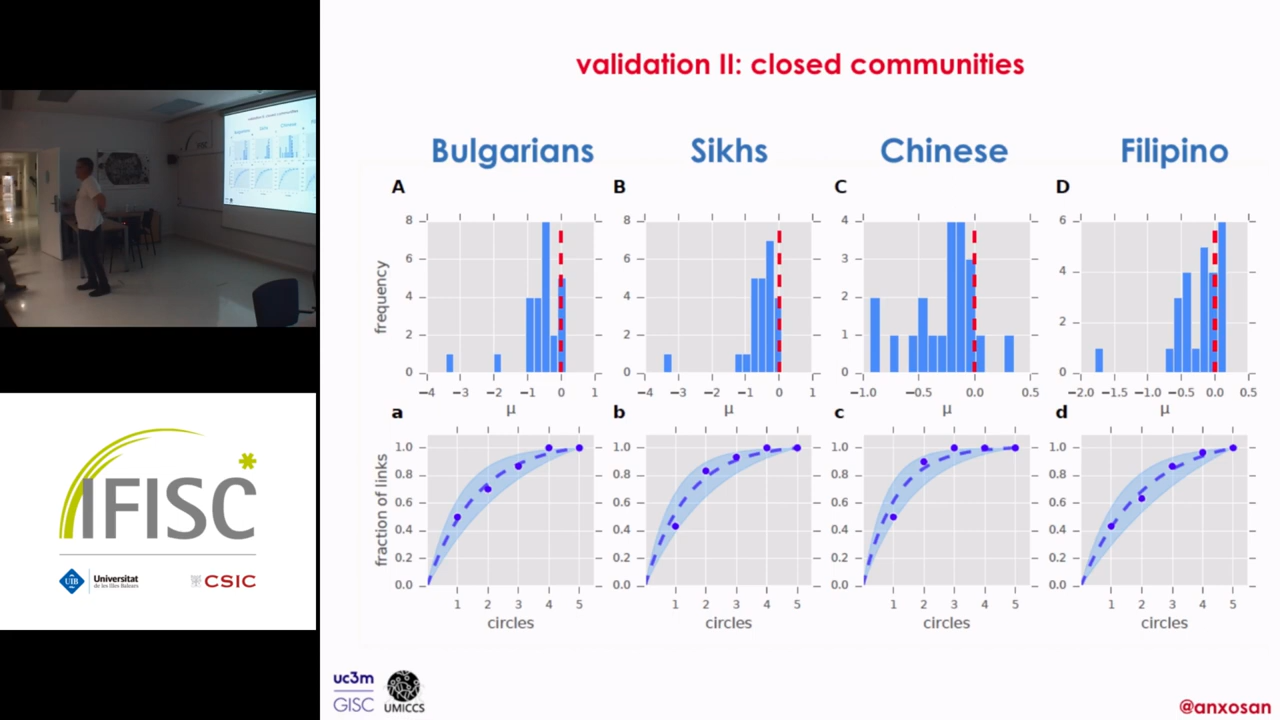 validation II: closed communities
Bulgarians Sikhs Chinese Filipino
A B C D
8 8 4 6
6 6 3 4
4 4 2 2
2 2 1
0 0 0 0
frequency
−4 −3 −2 −1 0 1
−4 −3 −2 −1 0 1
−1.0 −0.5 0.0 0.5
−2.0 −1.5 −1.0 −0.5 0.0 0.5
μ μ μ μ
a b c d
1.0 1.0 1.0 1.0
0.8 0.8 0.8 0.8
0.6 0.6 0.6 0.6
0.4 0.4 0.4 0.4
0.2 0.2 0.2 0.2
0.0 0.0 0.0 0.0
fraction of links
1 2 3 4 5
1 2 3 4 5
1 2 3 4 5
1 2 3 4 5
circles circles circles circles
IFISC
UIB
Universitat
de les Illes Balears
CSIC
uc3m
GISC
UMICCS
@anxosan